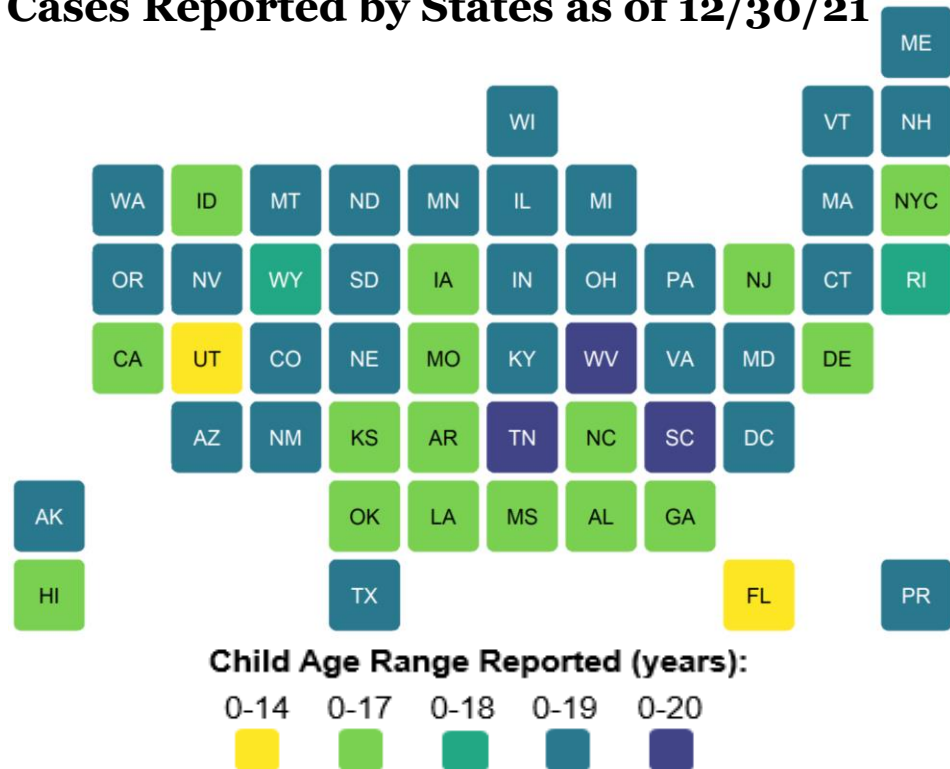 Cases Reported by States as of 12/30/21
ME
WI VT NH
WA ID MT ND MN IL MI MA NYC
OR NV WY SD IA IN OH PA NJ CT RI
CA UT CO NE MO KY WV VA MD DE
AZ NM KS AR TN NC SC DC
AK OK LA MS AL GA
HI TX FL PR
Child Age Range Reported (years):
0-14 0-17 0-18 0-19 0-20